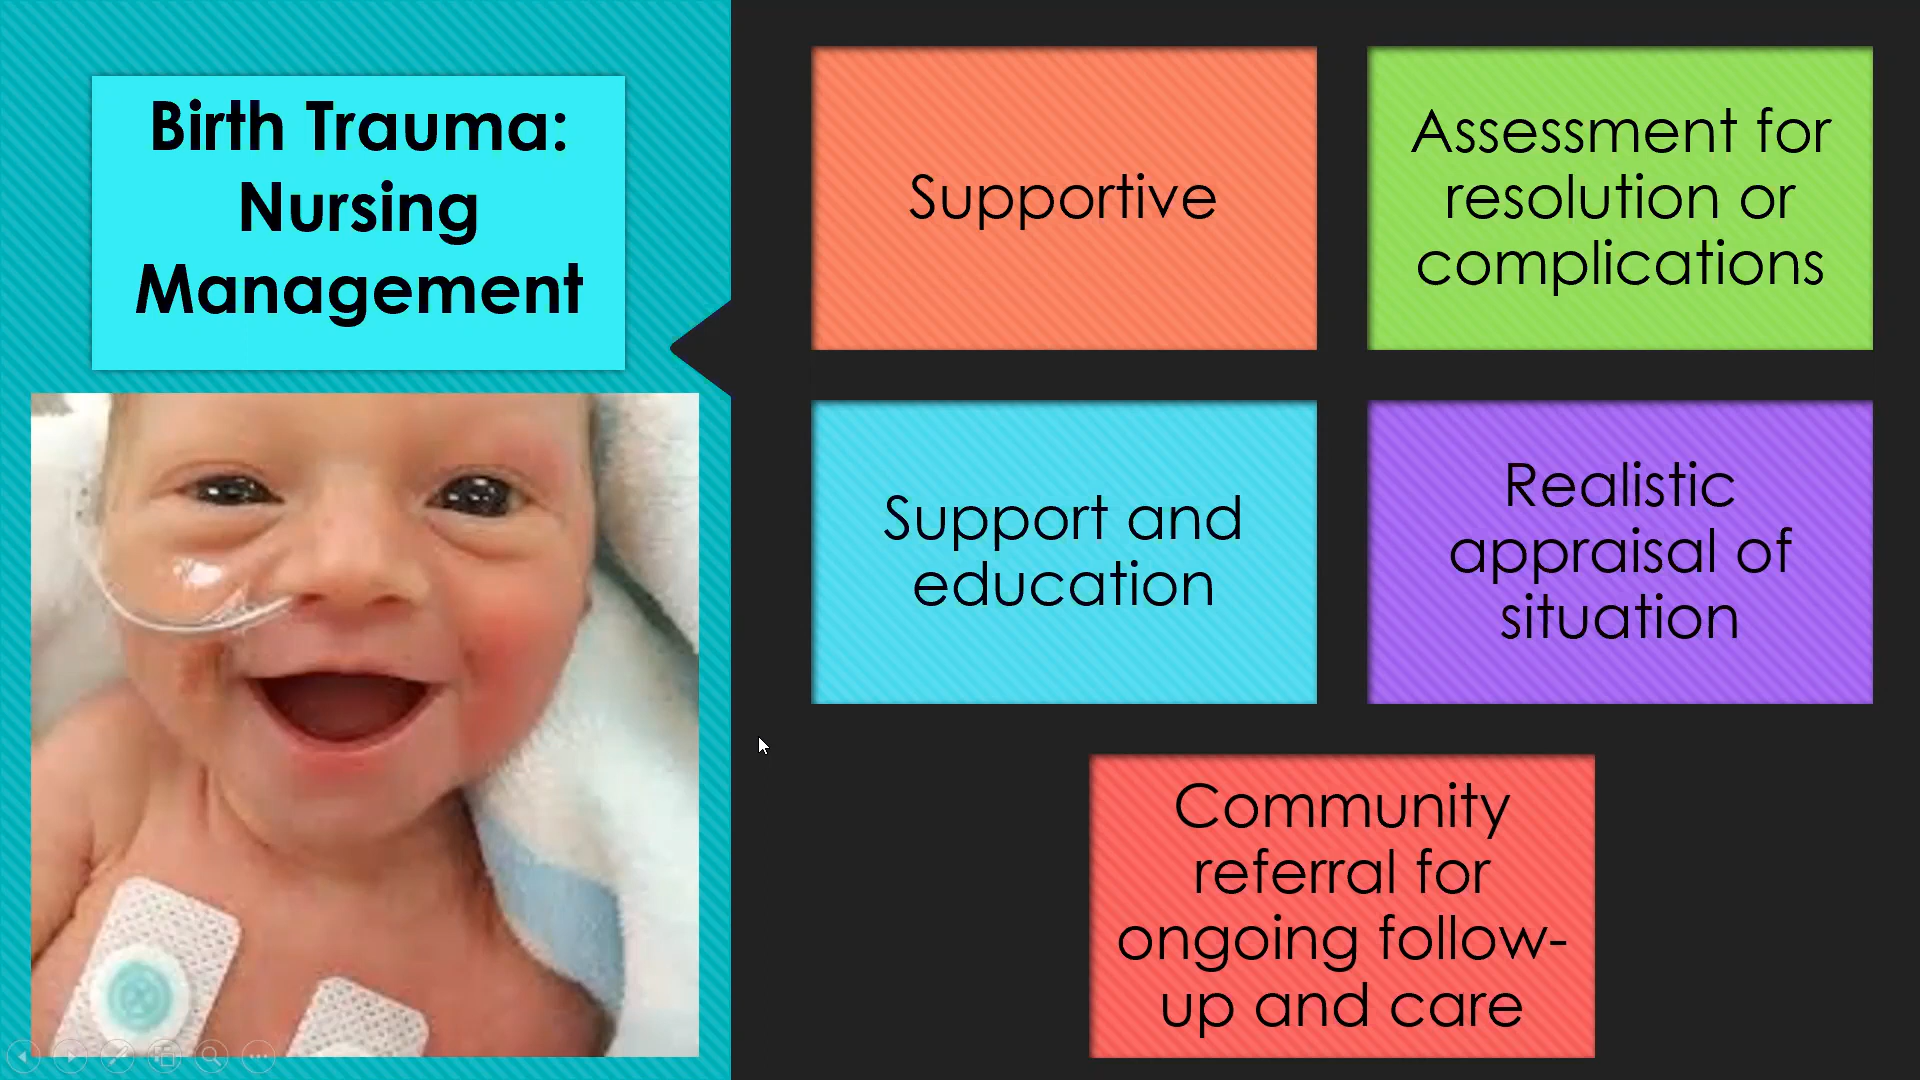 Birth Trauma:
Nursing
Management
Supportive
Assessment for
resolution or
complications
Support and
education
Realistic
appraisal of
situation
Community
referral for
ongoing follow-
up and care